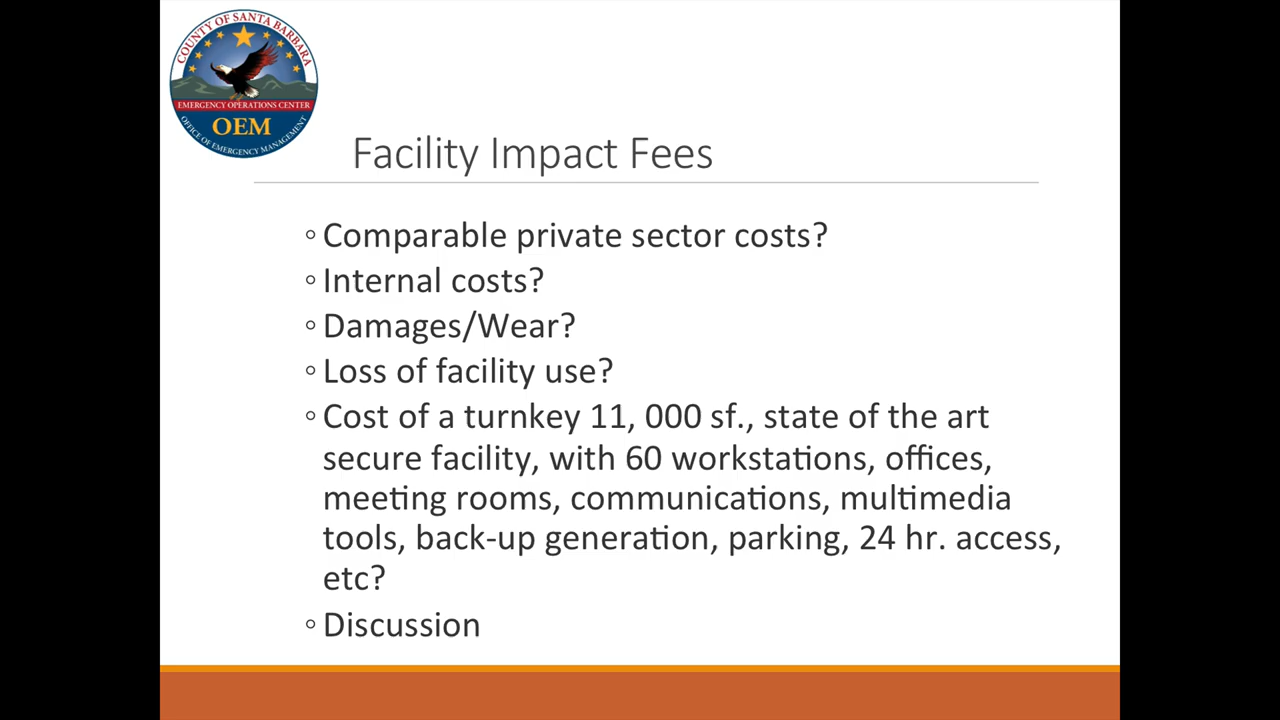 COUNTY OF SANTA BARBARA
EMERGENCY OPERATIONS CENTER
OEM
OFFICE OF EMERGENCY MANAGEMENT
Facility Impact Fees
◦ Comparable private sector costs?
◦ Internal costs?
◦ Damages/Wear?
◦ Loss of facility use?
◦ Cost of a turnkey 11, 000 sf., state of the art
secure facility, with 60 workstations, offices,
meeting rooms, communications, multimedia
tools, back-up generation, parking, 24 hr. access,
etc?
◦ Discussion